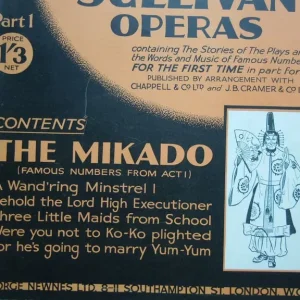 Part 1
SULLIVAN
OPERAS
PRICE
1/3
NET
containing The Stories of The Plays a
the Words and Music of Famous Numbe
FOR THE FIRST TIME in part For
PUBLISHED BY ARRANGEMENT WITH
CHAPPELL & CO LTD and J.B. CRAMER & CO L
CONTENTS
THE MIKADO
(FAMOUS NUMBERS FROM ACT I)
A Wand'ring Minstrel I
ehold the Lord High Executioner
hree Little Maids from School
Were you not to Ko-Ko plighted
or he's going to marry Yum-Yum
ORGE NEWNES LTD. 8-11 SOUTHAMPTON ST. LONDON. W.C